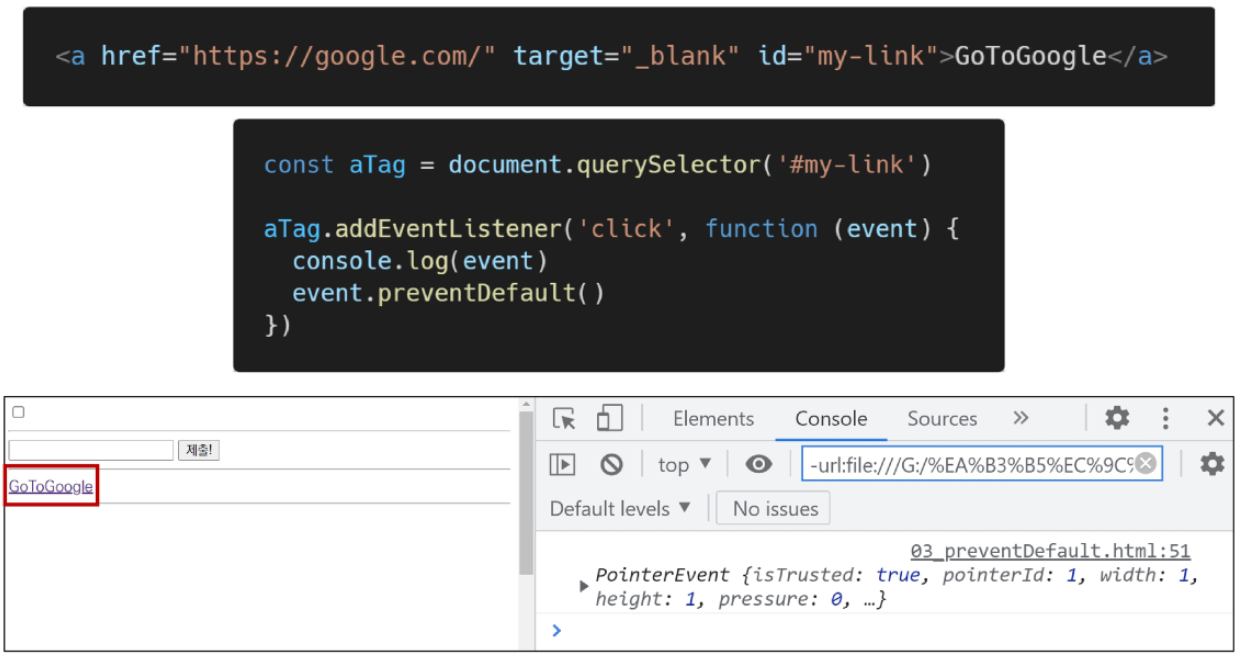 <a href="https://google.com/" target="_blank" id="my-link">GoToGoogle</a>
const aTag = document.querySelector('#my-link')
aTag.addEventListener('click', function (event) {
console.log(event)
event.preventDefault()
})
제출!
GoToGoogle
Elements Console Sources
top
-url:file:///G:/%EA%B3%B5%EC%9C%
Default levels No issues
03_preventDefault.html:51
PointerEvent {isTrusted: true, pointerId: 1, width: 1,
height: 1, pressure: 0, …}